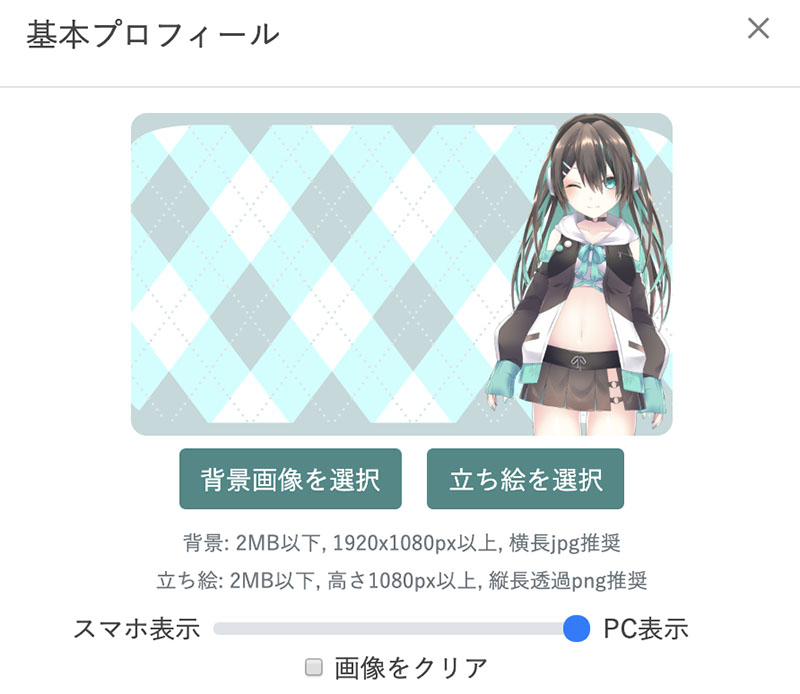 基本プロフィール
背景画像を選択
立ち絵を選択
背景: 2MB以下, 1920x1080px以上, 横長jpg推奨
立ち絵: 2MB以下, 高さ1080px以上, 縦長透過png推奨
スマホ表示 PC表示
画像をクリア